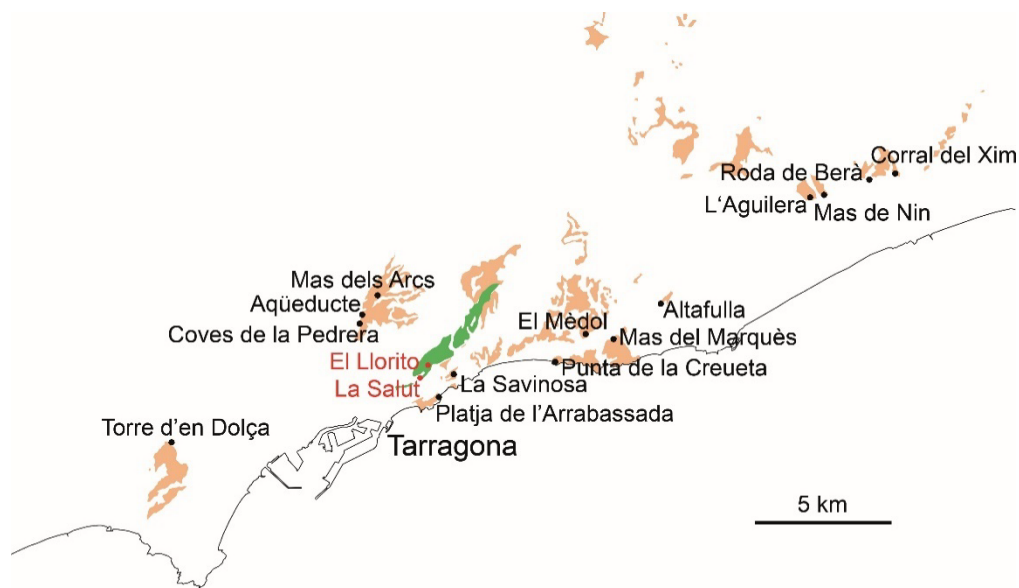 Corral del Xim
Roda de Berà
L'Aguilera
Mas de Nin
Mas dels Arcs
Aqüeducte
Coves de la Pedrera
Altafulla
El Mèdol
Mas del Marquès
El Llorito
Punta de la Creueta
La Salut
La Savinosa
Platja de l'Arrabassada
Torre d'en Dolça
Tarragona
5 km